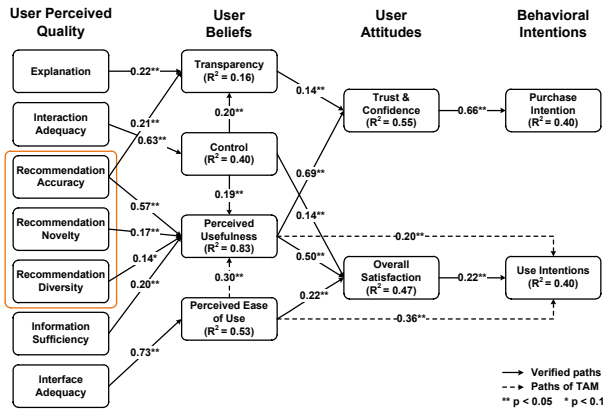 User Perceived
Quality
User
Beliefs
User
Attitudes
Behavioral
Intentions
Explanation
Interaction
Adequacy
Recommendation
Accuracy
Recommendation
Novelty
Recommendation
Diversity
Information
Sufficiency
Interface
Adequacy
0.22**
0.21**
0.63**
0.57**
0.17**
0.14*
0.20**
0.73**
Transparency
(R² = 0.16)
0.20**
Control
(R² = 0.40)
0.19**
Perceived
Usefulness
(R² = 0.83)
0.30**
Perceived Ease
of Use
(R² = 0.53)
0.14**
0.69**
0.14**
0.50**
0.22**
0.20**
0.36**
Trust &
Confidence
(R² = 0.55)
Overall
Satisfaction
(R² = 0.47)
0.66**
0.22**
Purchase
Intention
(R² = 0.40)
Use Intentions
(R² = 0.40)
Verified paths
Paths of TAM
** p < 0.05 * p < 0.1